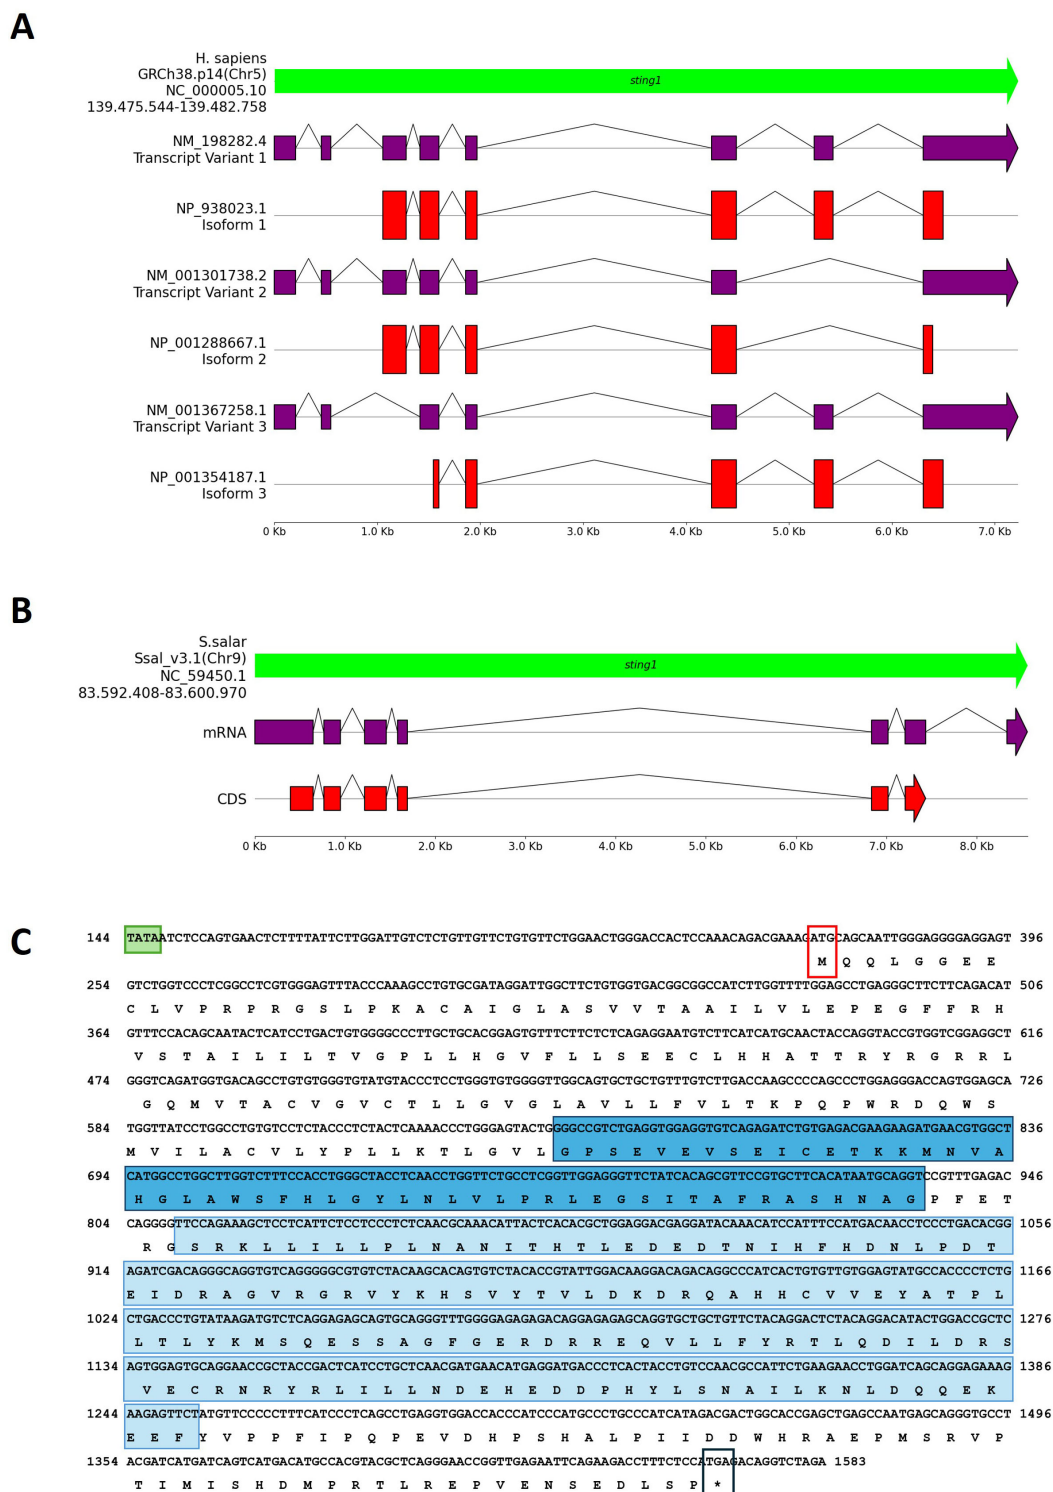 A
H. sapiens
GRCh38.p14(Chr5)
NC_000005.10
139.475.544-139.482.758
sting1
NM_198282.4
Transcript Variant 1
NP_938023.1
Isoform 1
NM_001301738.2
Transcript Variant 2
NP_001288667.1
Isoform 2
NM_001367258.1
Transcript Variant 3
NP_001354187.1
Isoform 3
0 Kb 1.0 Kb 2.0 Kb 3.0 Kb 4.0 Kb 5.0 Kb 6.0 Kb 7.0 Kb
B
S.salar
Ssal_v3.1(Chr9)
NC_59450.1
83.592.408-83.600.970
sting1
mRNA
CDS
0 Kb 1.0 Kb 2.0 Kb 3.0 Kb 4.0 Kb 5.0 Kb 6.0 Kb 7.0 Kb 8.0 Kb
C
144 TATAATCTCCAGTGAACTCTTTTATTCTTGGATTGTCTCTGTTGTTCTGTGTTCTGGAACTGGGACCACTCCAAACAGACGAAAGATGCAGCAATTGGGAGGGGAGGAGT 396
M Q Q L G G E E
254 GTCTGGTCCCTCGGCCTCGTGGGAGTTTACCCAAAGCCTGTGCGATAGGATTGGCTTCTGTGGTGACGGCGGCCATCTTGGTTTTGGAGCCTGAGGGCTTCTTCAGACAT 506
C L V P R P R G S L P K A C A I G L A S V V T A A I L V L E P E G F F R H
364 GTTTCCACAGCAATACTCATCCTGACTGTGGGGCCCTTGCTGCACGGAGTGTTTCTTCTCTCAGAGGAATGTCTTCATCATGCAACTACCAGGTACCGTGGTCGGAGGCT 616
V S T A I L I L T V G P L L H G V F L L S E E C L H H A T T R Y R G R R L
474 GGGTCAGATGGTGACAGCCTGTGTGGGTGTATGTACCCTCCTGGGTGTGGGGTTGGCAGTGCTGCTGTTTGTCTTGACCAAGCCCCAGCCCTGGAGGGACCAGTGGAGCA 726
G Q M V T A C V G V C T L L G V G L A V L L F V L T K P Q P W R D Q W S
584 TGGTTATCCTGGCCTGTGTCCTCTACCCTCTACTCAAAACCCTGGGAGTACTGGGGCCGTCTGAGGTGGAGGTGTCAGAGATCTGTGAGACGAAGAAGATGAACGTGGCT 836
M V I L A C V L Y P L L K T L G V L G P S E V E V S E I C E T K K M N V A
694 CATGGCCTGGCTTGGTCTTTCCACCTGGGCTACCTCAACCTGGTTCTGCCTCGGTTGGAGGGTTCTATCACAGCGTTCCGTGCTTCACATAATGCAGGTCCGTTTGAGAC 946
H G L A W S F H L G Y L N L V L P R L E G S I T A F R A S H N A G P F E T
804 CAGGGGTTCCAGAAAGCTCCTCATTCTCCTCCCTCTCAACGCAAACATTACTCACACGCTGGAGGACGAGGATACAAACATCCATTTCCATGACAACCTCCCTGACACGG 1056
R G S R K L L I L L P L N A N I T H T L E D E D T N I H F H D N L P D T
914 AGATCGACAGGGCAGGTGTCAGGGGGCGTGTCTACAAGCACAGTGTCTACACCGTATTGGACAAGGACAGACAGGCCCATCACTGTGTTGTGGAGTATGCCACCCCTCTG 1166
E I D R A G V R G R V Y K H S V Y T V L D K D R Q A H H C V V E Y A T P L
1024 CTGACCCTGTATAAGATGTCTCAGGAGAGCAGTGCAGGGTTTGGGGAGAGAGACAGGAGAGAGCAGGTGCTGCTGTTCTACAGGACTCTACAGGACATACTGGACCGCTC 1276
L T L Y K M S Q E S S A G F G E R D R R E Q V L L F Y R T L Q D I L D R S
1134 AGTGGAGTGCAGGAACCGCTACCGACTCATCCTGCTCAACGATGAACATGAGGATGACCCTCACTACCTGTCCAACGCCATTCTGAAGAACCTGGATCAGCAGGAGAAAG 1386
V E C R N R Y R L I L L N D E H E D D P H Y L S N A I L K N L D Q Q E K
1244 AAGAGTTCTATGTTCCCCCTTTCATCCCTCAGCCTGAGGTGGACCACCCATCCCATGCCCTGCCCATCATAGACGACTGGCACCGAGCTGAGCCAATGAGCAGGGTGCCT 1496
E E F Y V P P F I P Q P E V D H P S H A L P I I D D W H R A E P M S R V P
1354 ACGATCATGATCAGTCATGACATGCCACGTACGCTCAGGGAACCGGTTGAGAATTCAGAAGACCTTTCTCCATGAGACAGGTCTAGA 1583
T I M I S H D M P R T L R E P V E N S E D L S P *